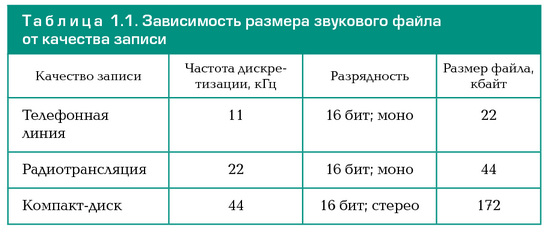 Таблица 1.1. Зависимость размера звукового файла
от качества записи
Качество записи
Частота дискре-
тизации, кГц
Разрядность
Размер файла,
кбайт
Телефонная
линия
11
16 бит; моно
22
Радиотрансляция
22
16 бит; моно
44
Компакт-диск
44
16 бит; стерео
172